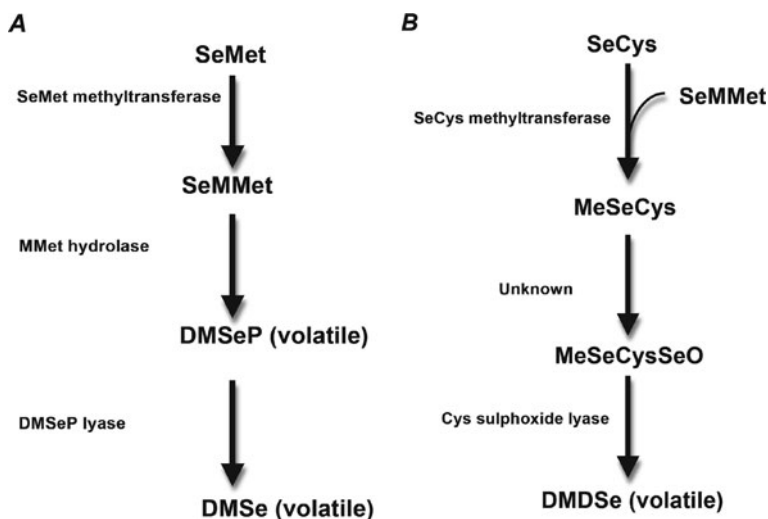 A
SeMet
SeMet methyltransferase
SeMMet
MMet hydrolase
DMSeP (volatile)
DMSeP lyase
DMSe (volatile)
B
SeCys
SeMMet
SeCys methyltransferase
MeSeCys
Unknown
MeSeCysSeO
Cys sulphoxide lyase
DMDSe (volatile)